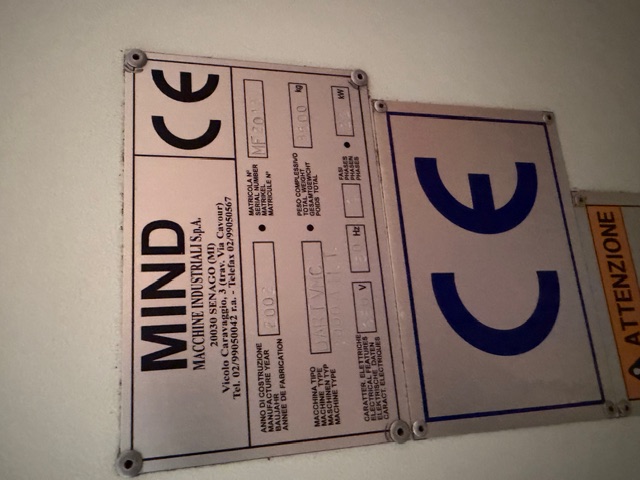 MIND
MACCHINE INDUSTRIALI S.p.A.
20030 SENAGO (MI)
Vicolo Caravaggio, 3 (trav. Via Cavour)
Tel. 02/99050042 r.a. - Telefax 02/99050567
CE
ANNO DI COSTRUZIONE
MANUFACTURE YEAR
BAUJAHR
ANNEE DE FABRICATION
2002
MATRICOLA N°
SERIAL NUMBER
MATRIKEL
MATRICULE N°
MACCHINA TIPO
MACHINE TYPE
MASCHINEN TYP
MACHINE TYPE
PESO COMPLESSIVO
TOTAL WEIGHT
GESAMTGEWICHT
POIDS TOTAL
kg
CARATTER. ELETTRICHE
ELECTRICAL FEATURES
ELEKTRISCHE DATEN
CARACT. ELECTRIQUES
V
Hz
FASI
PHASES
PHASEN
PHASES
kW
CE
ATTENZIONE